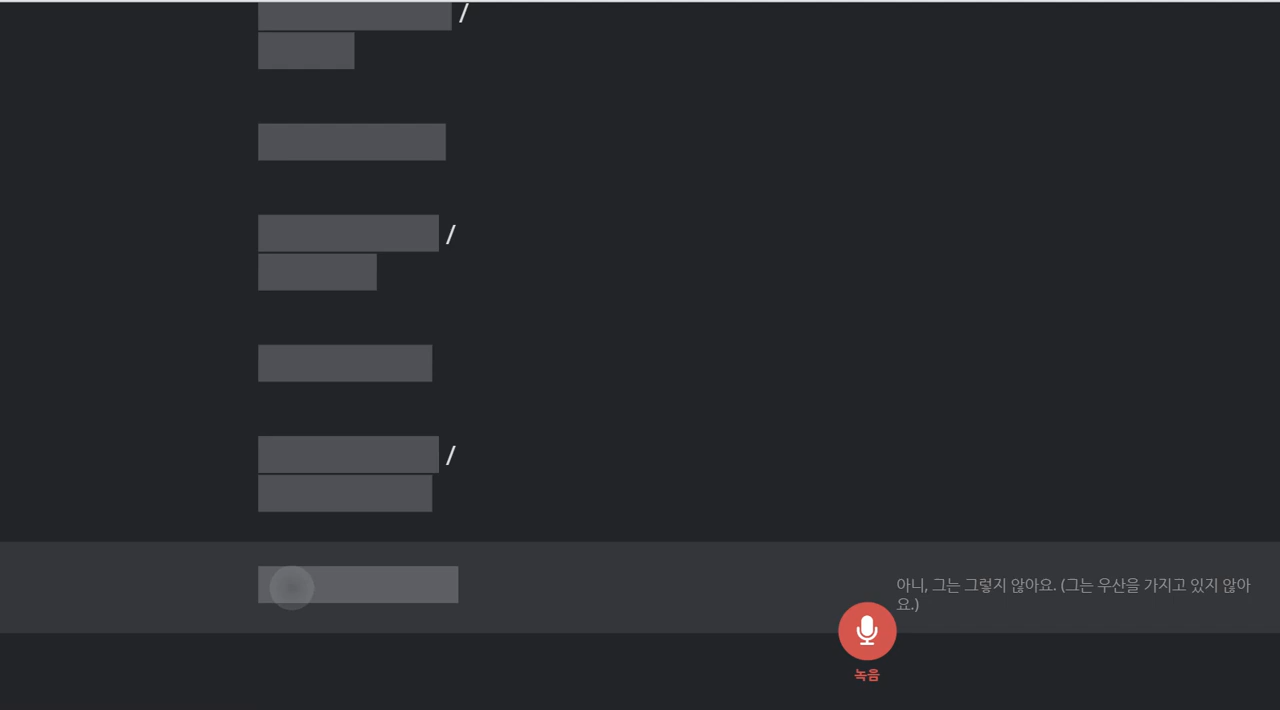 /
/
/
아니, 그는 그렇지 않아요. (그는 우산을 가지고 있지 않아
요.)
녹음